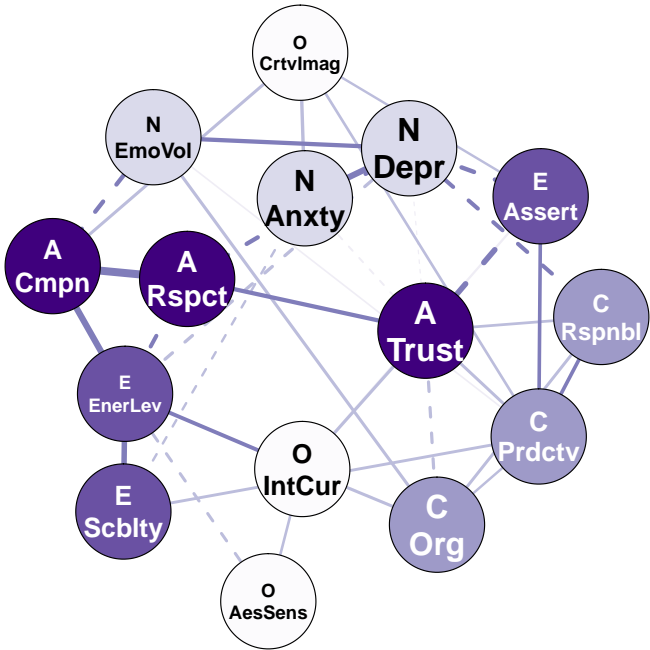 O
CrtvImag
N
EmoVol
N
Depr
N
Anxty
E
Assert
A
Cmpn
A
Rspct
A
Trust
C
Rspnbl
E
EnerLev
C
Prdctv
O
IntCur
E
Scblty
C
Org
O
AesSens